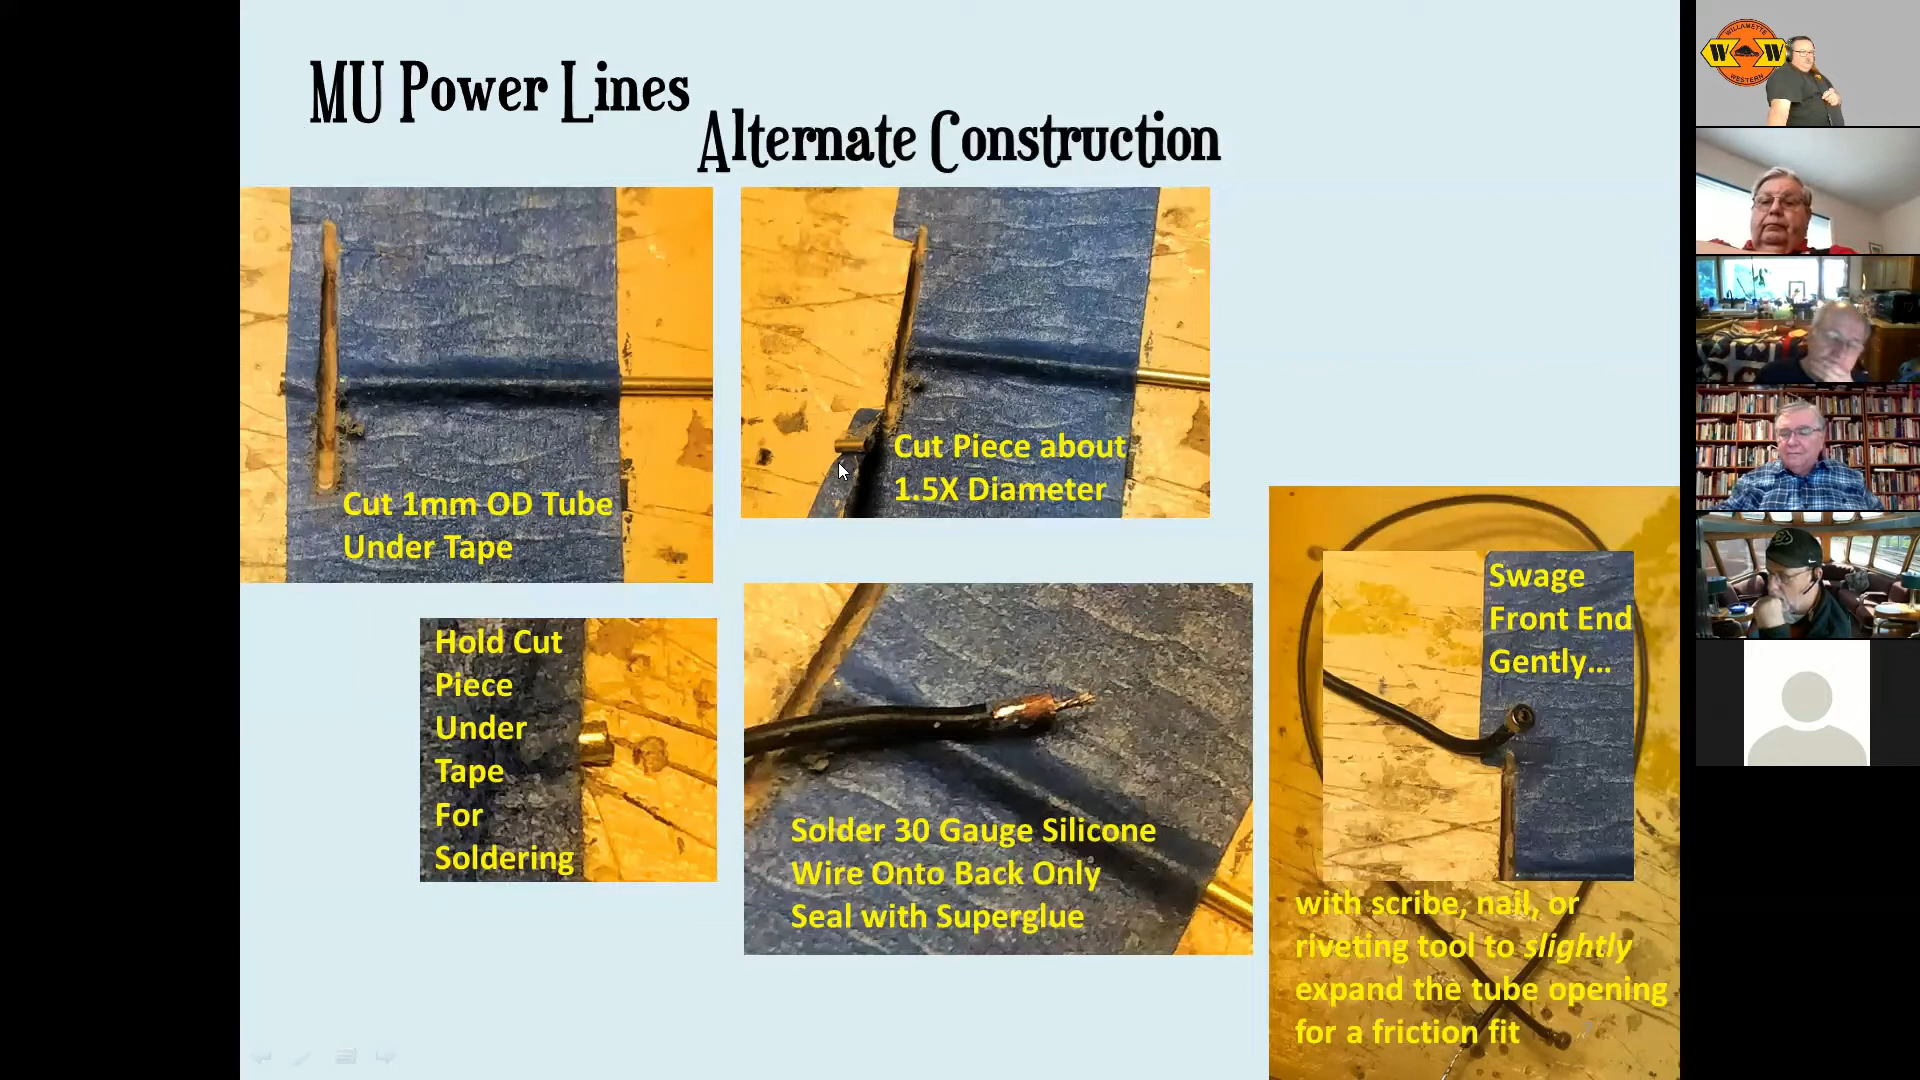 MU Power Lines
Alternate Construction
Cut 1mm OD Tube
Under Tape
Cut Piece about
1.5X Diameter
Hold Cut
Piece
Under
Tape
For
Soldering
Solder 30 Gauge Silicone
Wire Onto Back Only
Seal with Superglue
Swage
Front End
Gently...
with scribe, nail, or
riveting tool to slightly
expand the tube opening
for a friction fit
WILLAMETTE
W W
WESTERN